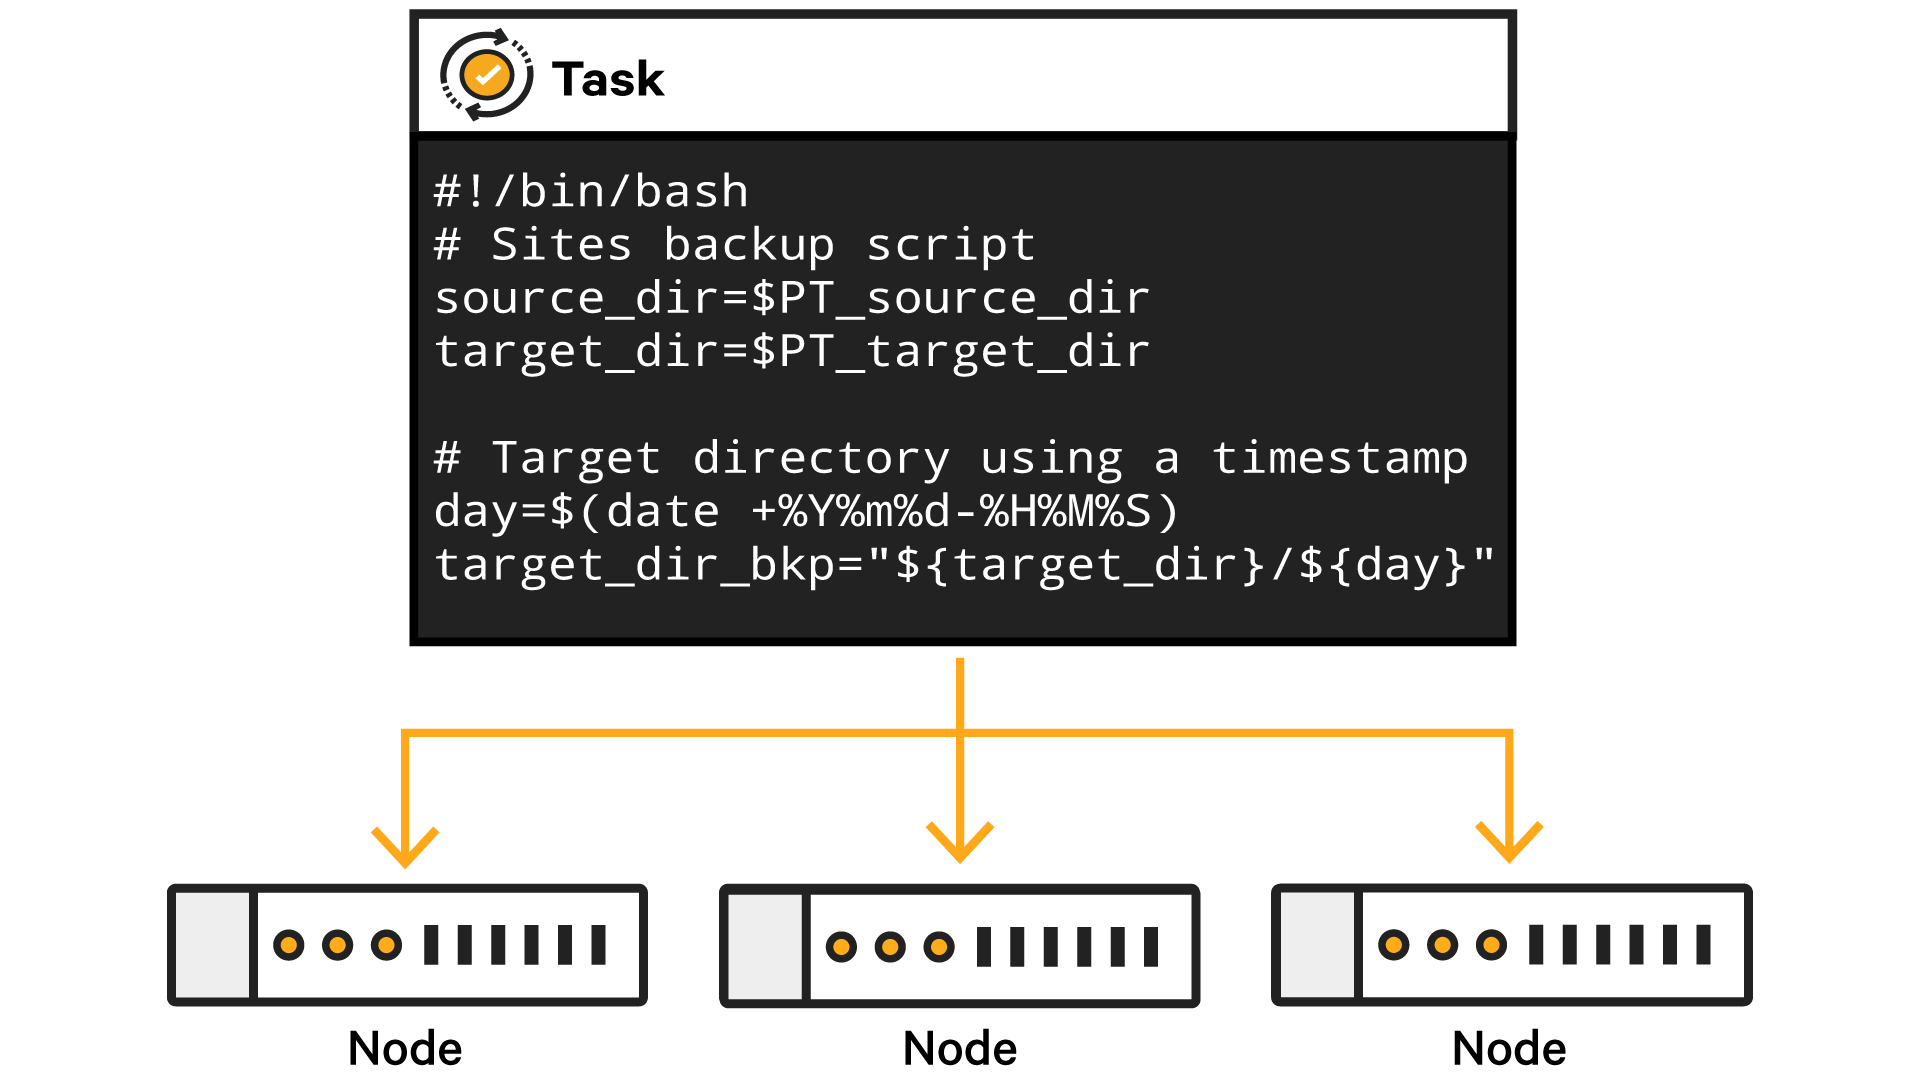 Task
#!/bin/bash
# Sites backup script
source_dir=$PT_source_dir
target_dir=$PT_target_dir
# Target directory using a timestamp
day=$(date +%Y%m%d-%H%M%S)
target_dir_bkp="${target_dir}/${day}"
Node
Node
Node